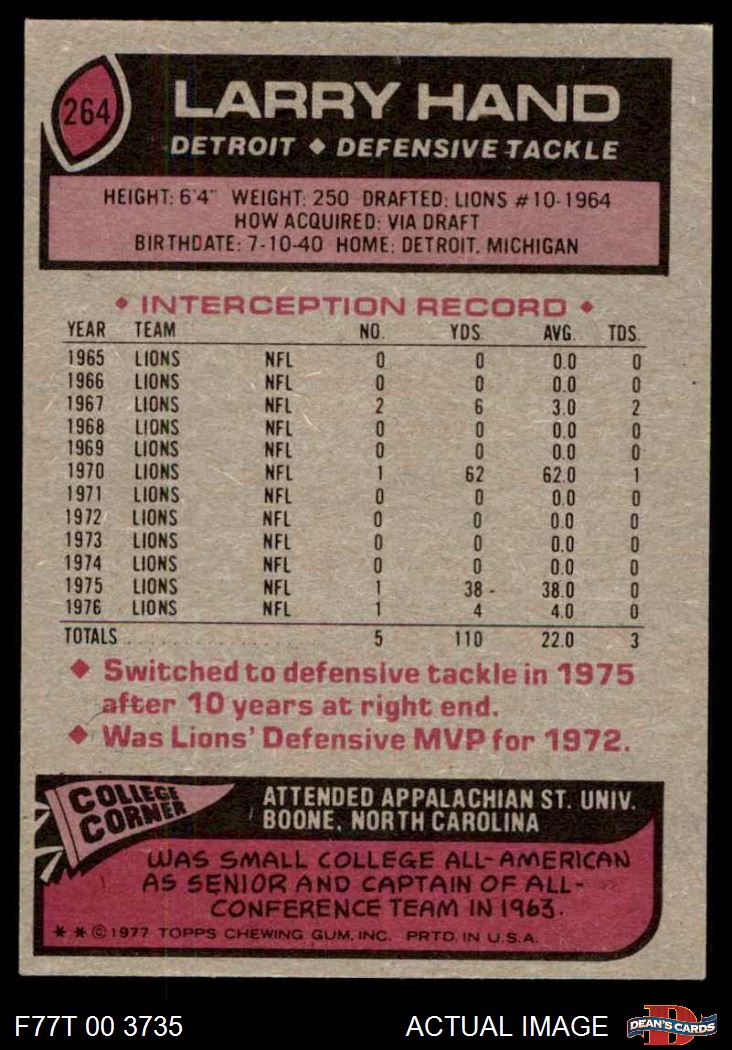 264
LARRY HAND
DETROIT ◆ DEFENSIVE TACKLE
HEIGHT: 6'4" WEIGHT: 250 DRAFTED: LIONS #10-1964
HOW ACQUIRED: VIA DRAFT
BIRTHDATE: 7-10-40 HOME: DETROIT, MICHIGAN
◆ INTERCEPTION RECORD ◆
YEAR TEAM NO. YDS. AVG. TDS.
1965 LIONS NFL 0 0 0.0 0
1966 LIONS NFL 0 0 0.0 0
1967 LIONS NFL 2 6 3.0 2
1968 LIONS NFL 0 0 0.0 0
1969 LIONS NFL 0 0 0.0 0
1970 LIONS NFL 1 62 62.0 1
1971 LIONS NFL 0 0 0.0 0
1972 LIONS NFL 0 0 0.0 0
1973 LIONS NFL 0 0 0.0 0
1974 LIONS NFL 0 0 0.0 0
1975 LIONS NFL 1 38 38.0 0
1976 LIONS NFL 1 4 4.0 0
TOTALS 5 110 22.0 3
◆ Switched to defensive tackle in 1975
after 10 years at right end.
◆ Was Lions' Defensive MVP for 1972.
COLLEGE
CORNER
ATTENDED APPALACHIAN ST. UNIV.
BOONE, NORTH CAROLINA
WAS SMALL COLLEGE ALL-AMERICAN
AS SENIOR AND CAPTAIN OF ALL-
CONFERENCE TEAM IN 1963.
* * © 1977 TOPPS CHEWING GUM, INC. PRTD. IN U.S.A.
F77T 00 3735 ACTUAL IMAGE
D
DEAN'S CARDS